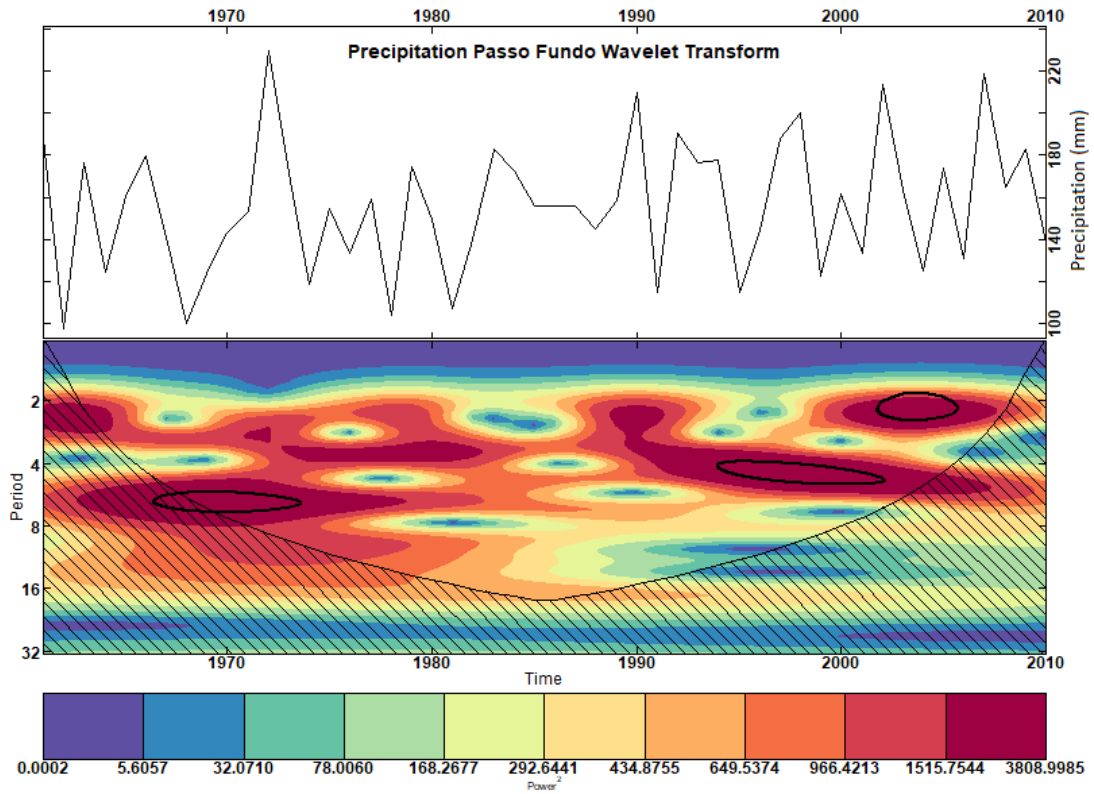 1970 1980 1990 2000 2010
Precipitation Passo Fundo Wavelet Transform
220
180
140
100
Precipitation (mm)
2
4
8
16
32
Period
1970 1980 1990 2000 2010
Time
0.0002 5.6057 32.0710 78.0060 168.2677 292.6441 434.8755 649.5374 966.4213 1515.7544 3808.9985
Power²